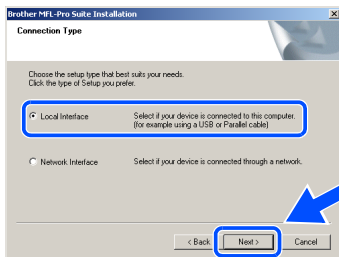 Brother MFL-Pro Suite Installation
Connection Type
Choose the setup type that best suits your needs.
Click the type of Setup you prefer.
Local Interface
Select if your device is connected to this computer.
(for example using a USB or Parallel cable)
Network Interface
Select if your device is connected through a network.
< Back
Next >
Cancel